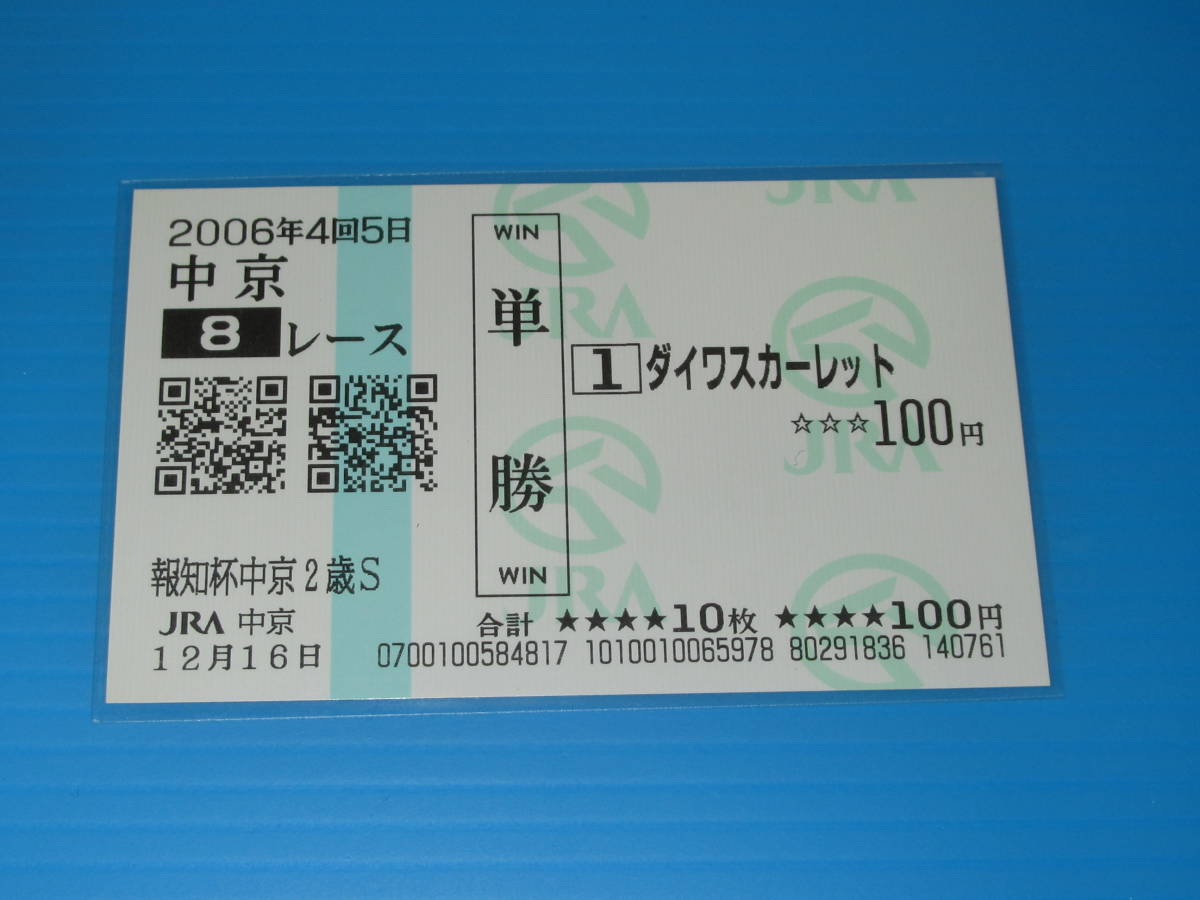 2006年4回5日
中京
8レース
報知杯中京2歳S
JRA 中京
12月16日
WIN
単勝
WIN
1 ダイワスカーレット
☆☆☆100円
合計 ★★★★10枚 ★★★★100円
0700100584817 1010010065978 80291836 140761
JRA
JRA
JRA
JRA